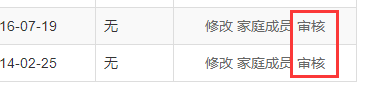 16-07-19 无 修改 家庭成员 审核
14-02-25 无 修改 家庭成员 审核